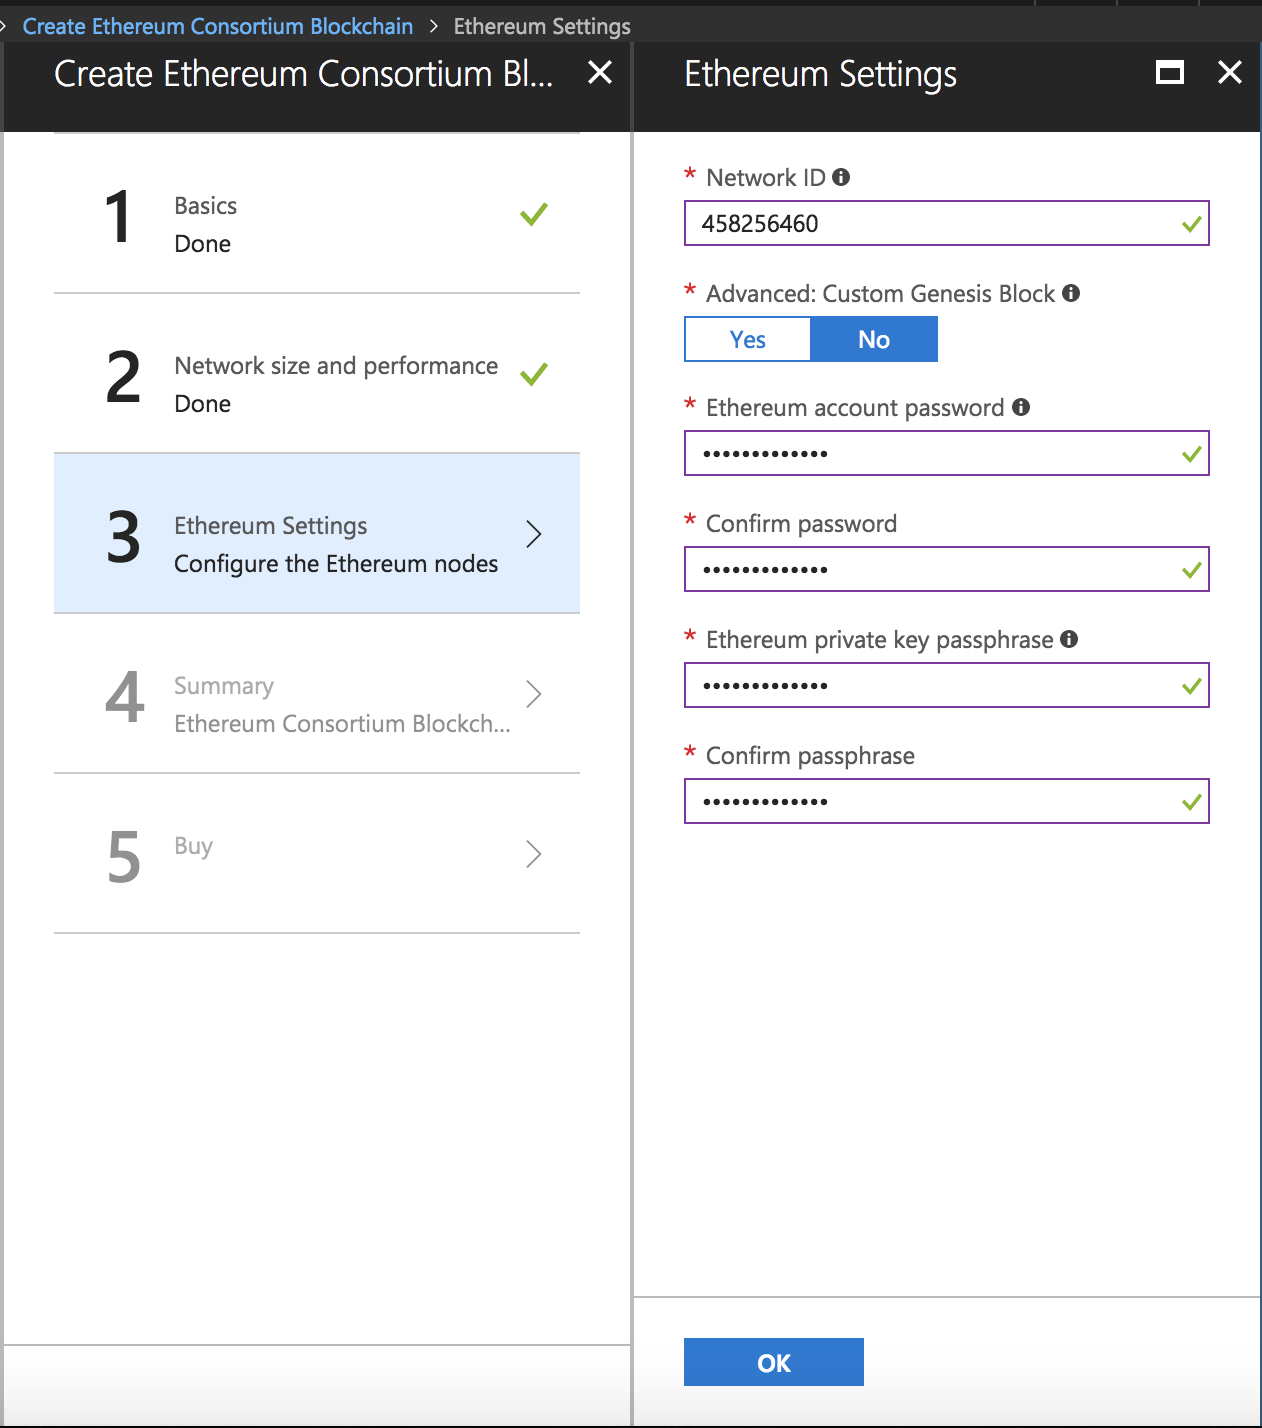 Create Ethereum Consortium Blockchain > Ethereum Settings
Create Ethereum Consortium Bl...
1
Basics
Done
2
Network size and performance
Done
3
Ethereum Settings
Configure the Ethereum nodes
4
Summary
Ethereum Consortium Blockch...
5
Buy
Ethereum Settings
* Network ID
458256460
* Advanced: Custom Genesis Block
Yes No
* Ethereum account password
•••••••••••••
* Confirm password
•••••••••••••
* Ethereum private key passphrase
•••••••••••••
* Confirm passphrase
•••••••••••••
OK